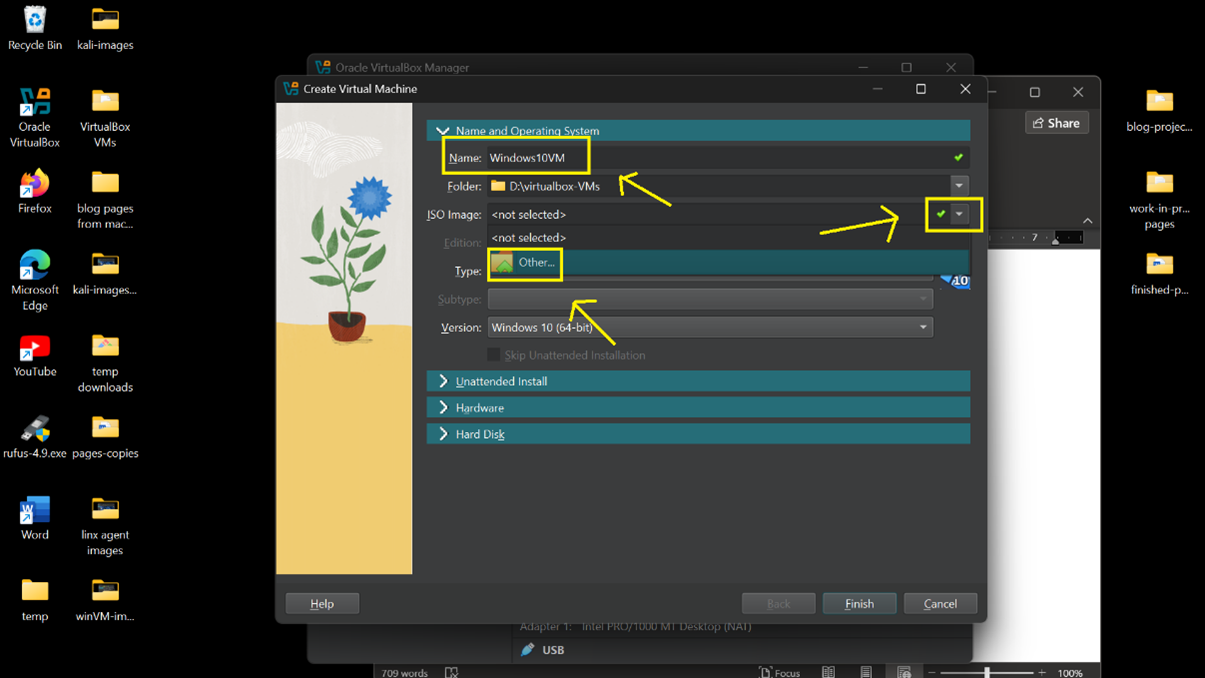 Recycle Bin
kali-images
Oracle
VirtualBox
VirtualBox
VMs
Firefox
blog pages
from mac...
Microsoft
Edge
kali-images...
YouTube
temp
downloads
rufus-4.9.exe
pages-copies
Word
linx agent
images
temp
winVM-im...
Oracle VirtualBox Manager
Create Virtual Machine
Name and Operating System
Name: Windows10VM
Folder: D:\virtualbox-VMs
ISO Image: <not selected>
<not selected>
Edition:
Other...
Type:
10
Subtype:
Version: Windows 10 (64-bit)
Skip Unattended Installation
Unattended Install
Hardware
Hard Disk
Help
Back
Finish
Cancel
Adapter 1: Intel PRO/1000 MT Desktop (NAT)
USB
Share
7
709 words
Focus
100%
blog-projec...
work-in-pr...
pages
finished-p...